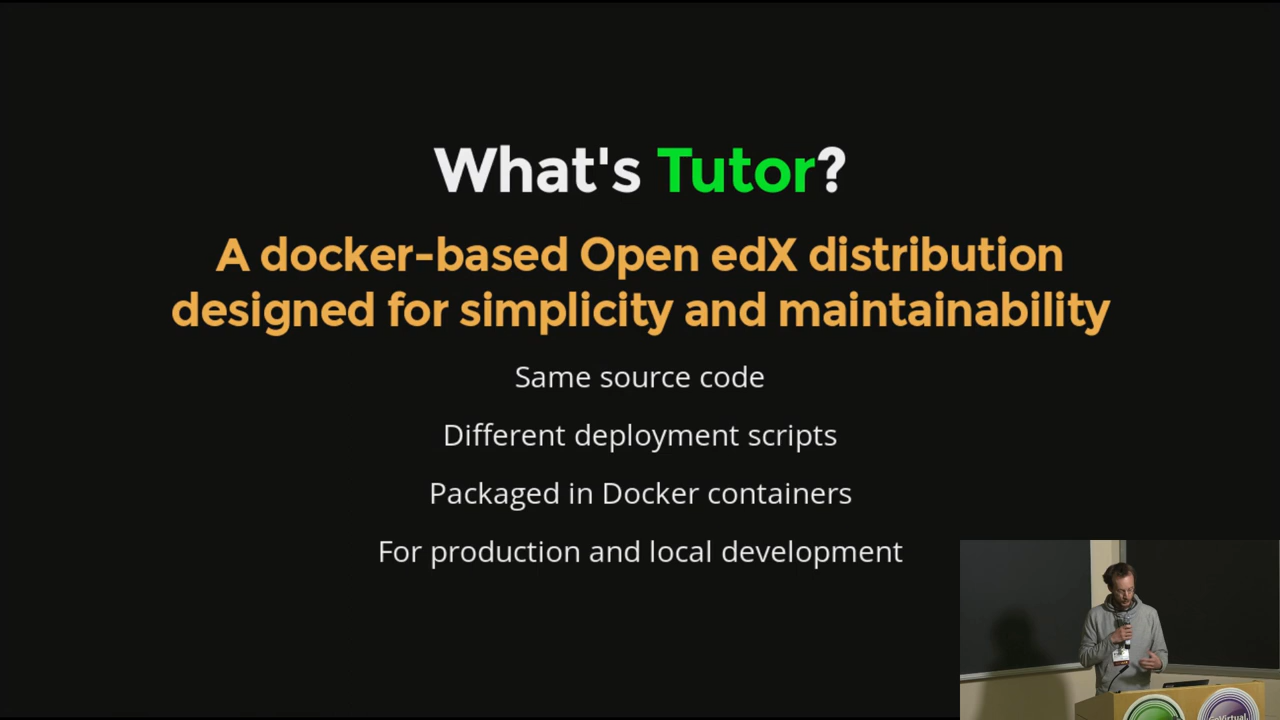 What's Tutor?
A docker-based Open edX distribution
designed for simplicity and maintainability
Same source code
Different deployment scripts
Packaged in Docker containers
For production and local development